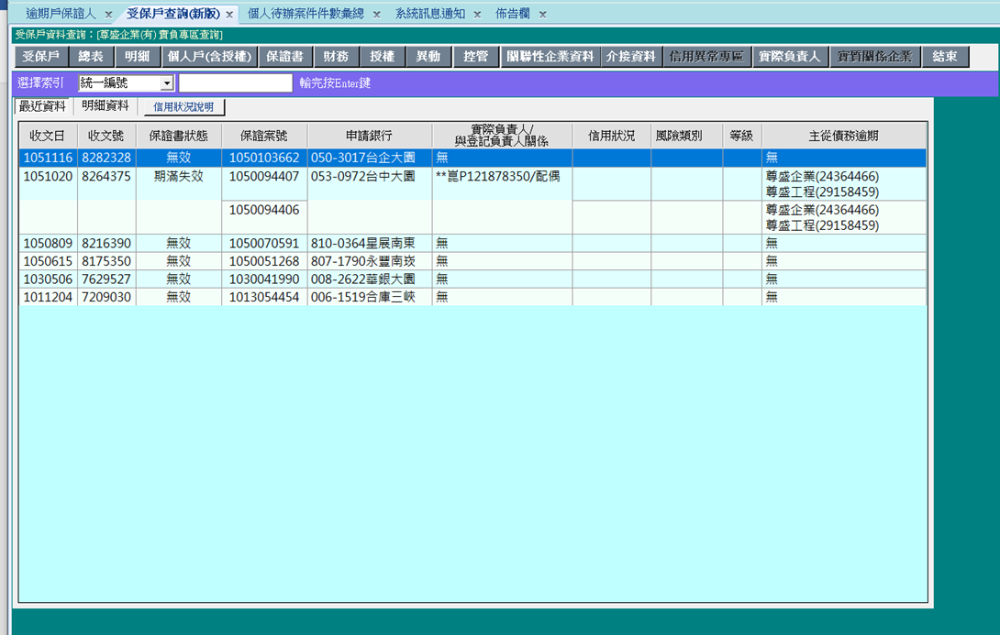 逾期戶保證人 x 受保戶查詢(新版) x 個人待辦案件件數彙總 x 系統訊息通知 x 佈告欄 x
受保戶資料查詢：[尊盛企業(有) 實負專區查詢]
受保戶 總表 明細 個人戶(含授權) 保證書 財務 授權 異動 控管 關聯性企業資料 介接資料 信用異常專區 實際負責人 實質關係企業 結束
選擇索引 統一編號 輸完按Enter鍵
最近資料 明細資料 信用狀況說明
收文日 收文號 保證書狀態 保證案號 申請銀行 實際負責人/ 信用狀況 風險類別 等級 主從債務逾期
與登記負責人關係
1051116 8282328 無效 1050103662 050-3017台企大園 無 無
1051020 8264375 期滿失效 1050094407 053-0972台中大園 **崑P121878350/配偶 尊盛企業(24364466)
尊盛工程(29158459)
1050094406 尊盛企業(24364466)
尊盛工程(29158459)
1050809 8216390 無效 1050070591 810-0364星展南東 無 無
1050615 8175350 無效 1050051268 807-1790永豐南崁 無 無
1030506 7629527 無效 1030041990 008-2622華銀大園 無 無
1011204 7209030 無效 1013054454 006-1519合庫三峽 無 無